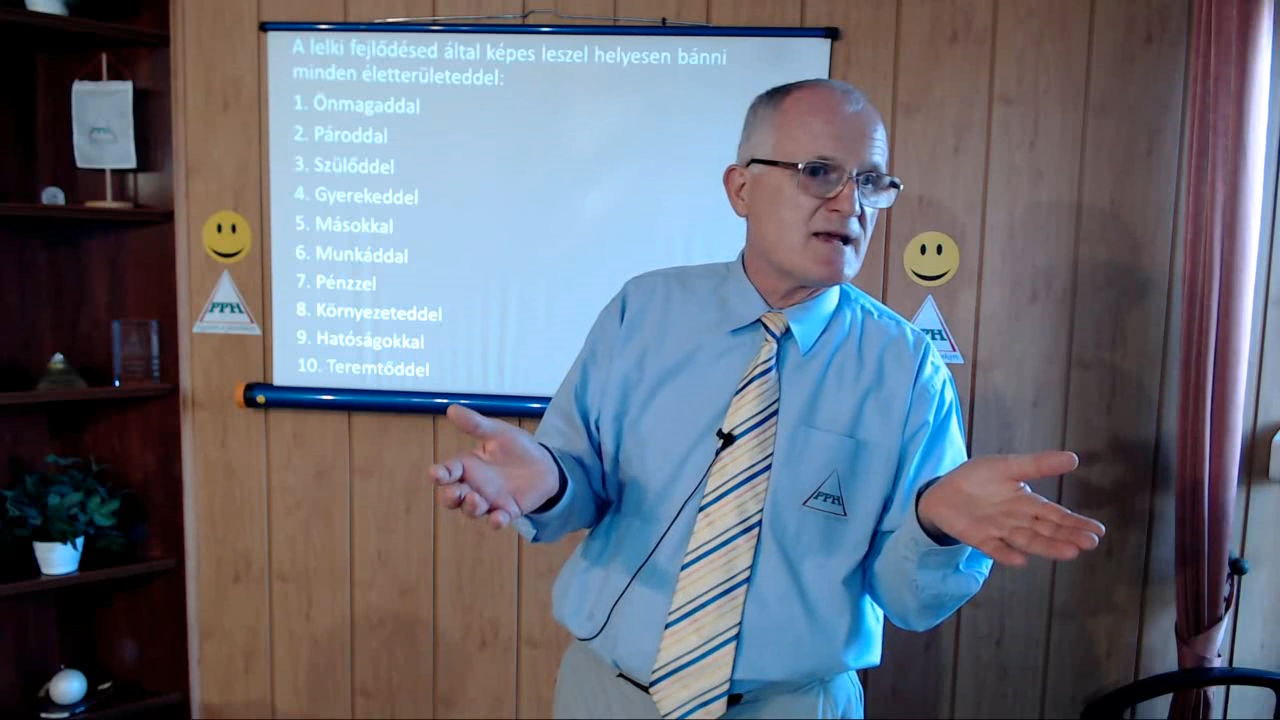 A lelki fejlődésed által képes leszel helyesen bánni
minden életterületeddel:
1. Önmagaddal
2. Pároddal
3. Szülőddel
4. Gyerekeddel
5. Másokkal
6. Munkáddal
7. Pénzzel
8. Környezeteddel
9. Hatóságokkal
10. Teremtőddel
PPH
PPH